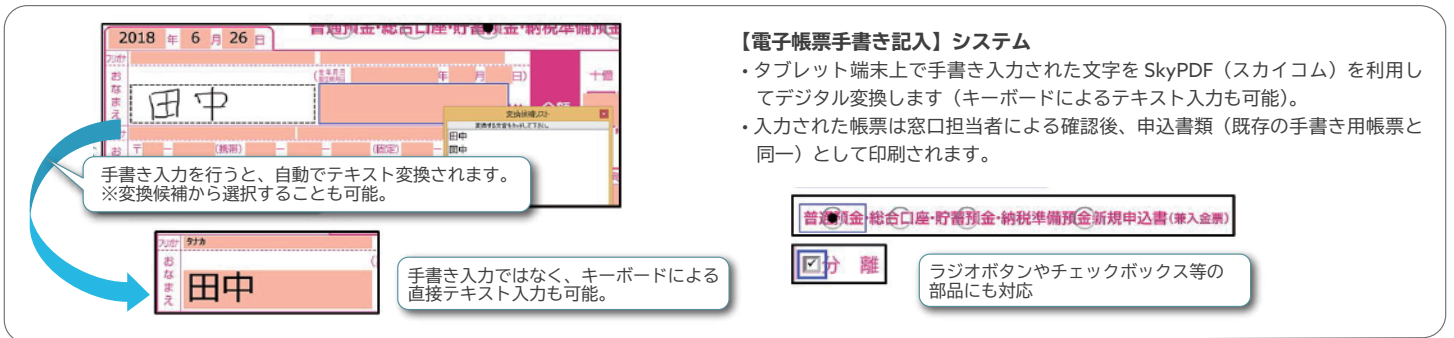 2018 年 6 月 26 日
普通預金・総合口座・貯蓄預金・納税準備預金
フリガナ
おなまえ
年 月 日)
十億
田中
変換候補リスト
田中
田中
お
〒 - (携帯) - - (固定) -
手書き入力を行うと、自動でテキスト変換されます。
※変換候補から選択することも可能。
フリガナ タナカ
おなまえ
田中
手書き入力ではなく、キーボードによる
直接テキスト入力も可能。
【電子帳票手書き記入】システム
・タブレット端末上で手書き入力された文字を SkyPDF（スカイコム）を利用し
てデジタル変換します（キーボードによるテキスト入力も可能）。
・入力された帳票は窓口担当者による確認後、申込書類（既存の手書き用帳票と
同一）として印刷されます。
普通預金・総合口座・貯蓄預金・納税準備預金新規申込書(兼入金票)
分 離
ラジオボタンやチェックボックス等の
部品にも対応